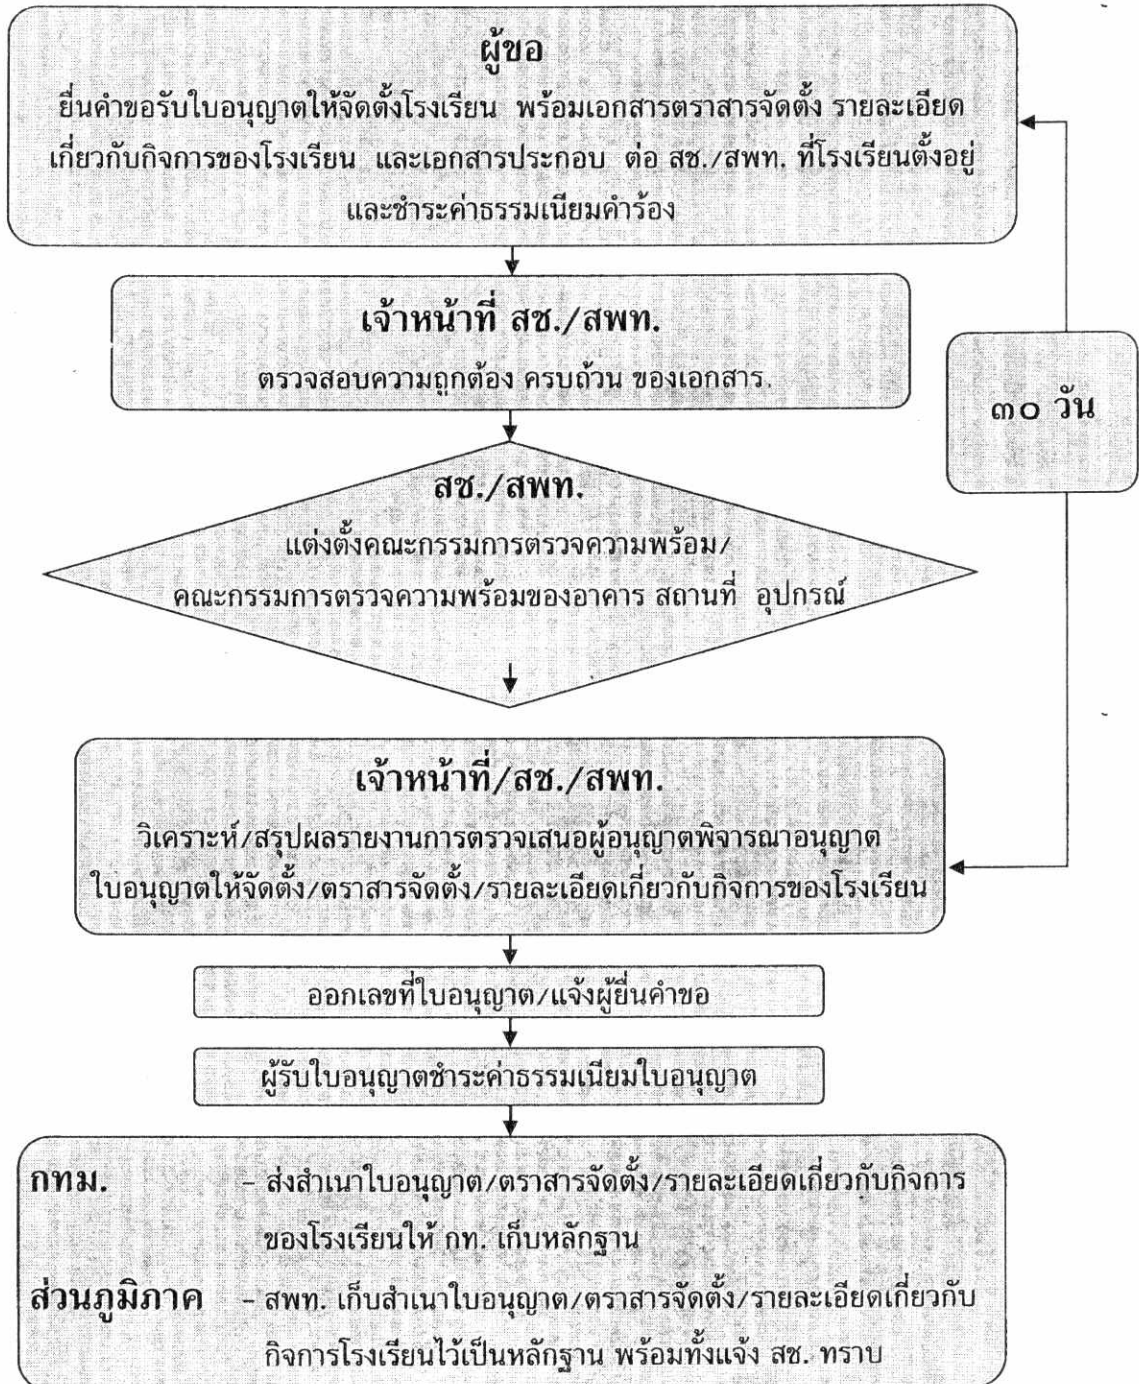 ผู้ขอ
ยื่นคำขอรับใบอนุญาตให้จัดตั้งโรงเรียน พร้อมเอกสารตราสารจัดตั้ง รายละเอียด
เกี่ยวกับกิจการของโรงเรียน และเอกสารประกอบ ต่อ สช./สพท. ที่โรงเรียนตั้งอยู่
และชำระค่าธรรมเนียมคำร้อง
เจ้าหน้าที่ สช./สพท.
ตรวจสอบความถูกต้อง ครบถ้วน ของเอกสาร.
๓๐ วัน
สช./สพท.
แต่งตั้งคณะกรรมการตรวจความพร้อม/
คณะกรรมการตรวจความพร้อมของอาคาร สถานที่ อุปกรณ์
เจ้าหน้าที่/สช./สพท.
วิเคราะห์/สรุปผลรายงานการตรวจเสนอผู้อนุญาตพิจารณาอนุญาต
ใบอนุญาตให้จัดตั้ง/ตราสารจัดตั้ง/รายละเอียดเกี่ยวกับกิจการของโรงเรียน
ออกเลขที่ใบอนุญาต/แจ้งผู้ยื่นคำขอ
ผู้รับใบอนุญาตชำระค่าธรรมเนียมใบอนุญาต
กทม. - ส่งสำเนาใบอนุญาต/ตราสารจัดตั้ง/รายละเอียดเกี่ยวกับกิจการ
ของโรงเรียนให้ กท. เก็บหลักฐาน
ส่วนภูมิภาค - สพท. เก็บสำเนาใบอนุญาต/ตราสารจัดตั้ง/รายละเอียดเกี่ยวกับ
กิจการโรงเรียนไว้เป็นหลักฐาน พร้อมทั้งแจ้ง สช. ทราบ